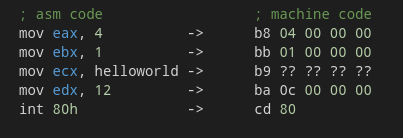 ; asm code ; machine code
mov eax, 4 -> b8 04 00 00 00
mov ebx, 1 -> bb 01 00 00 00
mov ecx, helloworld -> b9 ?? ?? ?? ??
mov edx, 12 -> ba 0c 00 00 00
int 80h -> cd 80